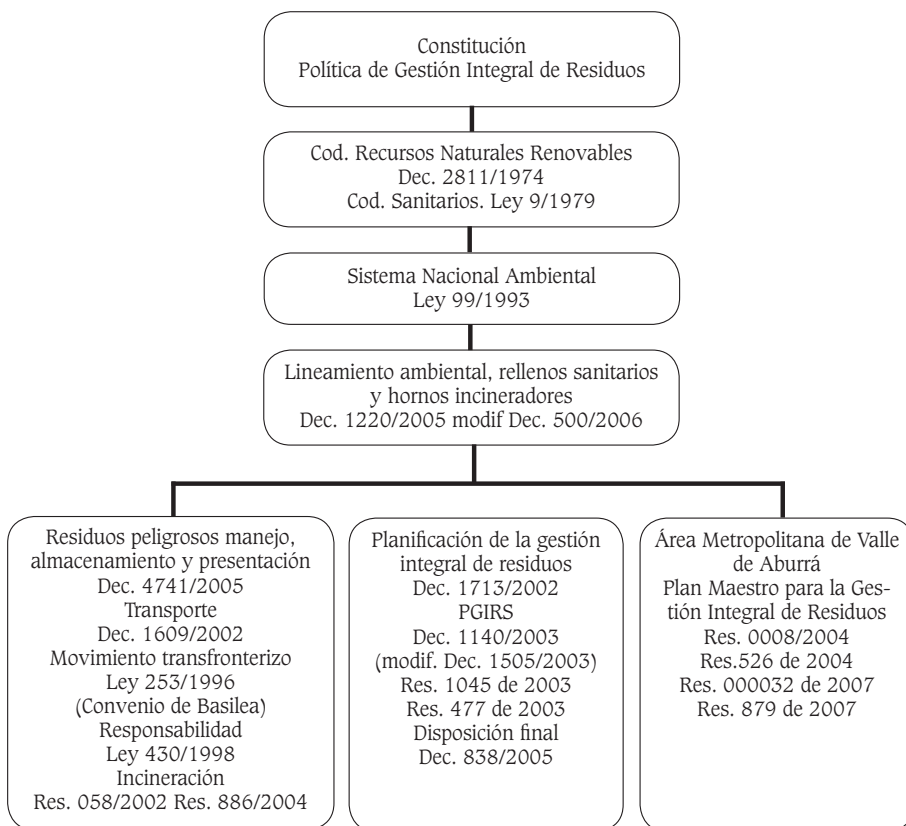 Constitución
Política de Gestión Integral de Residuos
Cod. Recursos Naturales Renovables
Dec. 2811/1974
Cod. Sanitarios. Ley 9/1979
Sistema Nacional Ambiental
Ley 99/1993
Lineamiento ambiental, rellenos sanitarios
y hornos incineradores
Dec. 1220/2005 modif Dec. 500/2006
Residuos peligrosos manejo,
almacenamiento y presentación
Dec. 4741/2005
Transporte
Dec. 1609/2002
Movimiento transfronterizo
Ley 253/1996
(Convenio de Basilea)
Responsabilidad
Ley 430/1998
Incineración
Res. 058/2002 Res. 886/2004
Planificación de la gestión
integral de residuos
Dec. 1713/2002
PGIRS
Dec. 1140/2003
(modif. Dec. 1505/2003)
Res. 1045 de 2003
Res. 477 de 2003
Disposición final
Dec. 838/2005
Área Metropolitana de Valle
de Aburrá
Plan Maestro para la Ges-
tión Integral de Residuos
Res. 0008/2004
Res.526 de 2004
Res. 000032 de 2007
Res. 879 de 2007